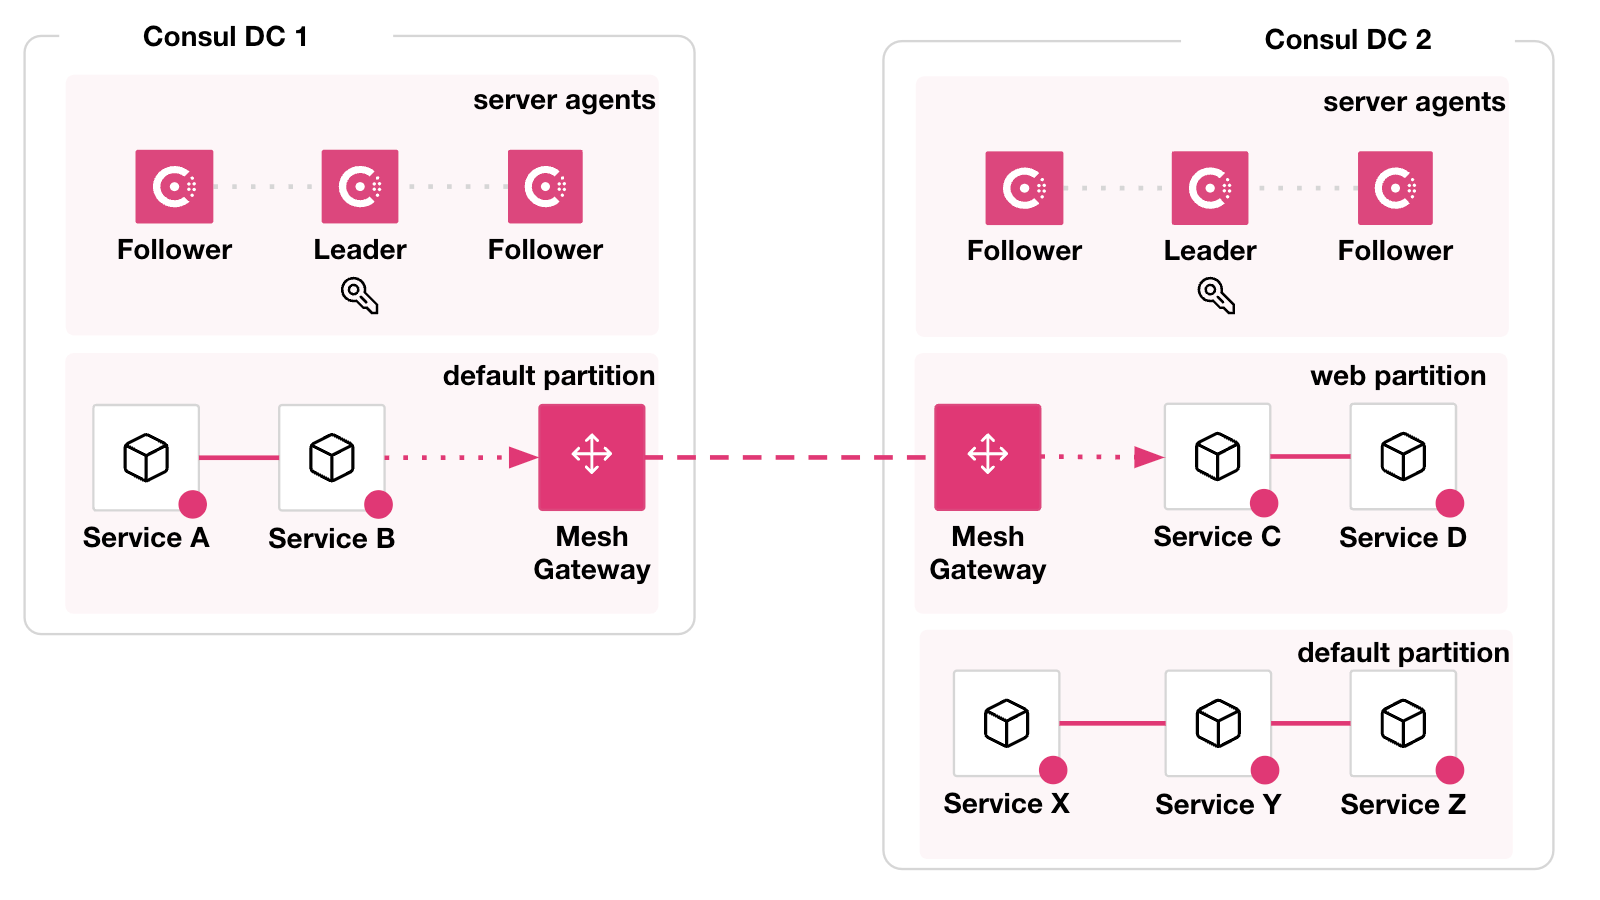 Consul DC 1
server agents
Follower
Leader
Follower
default partition
Service A
Service B
Mesh
Gateway
Consul DC 2
server agents
Follower
Leader
Follower
web partition
Mesh
Gateway
Service C
Service D
default partition
Service X
Service Y
Service Z